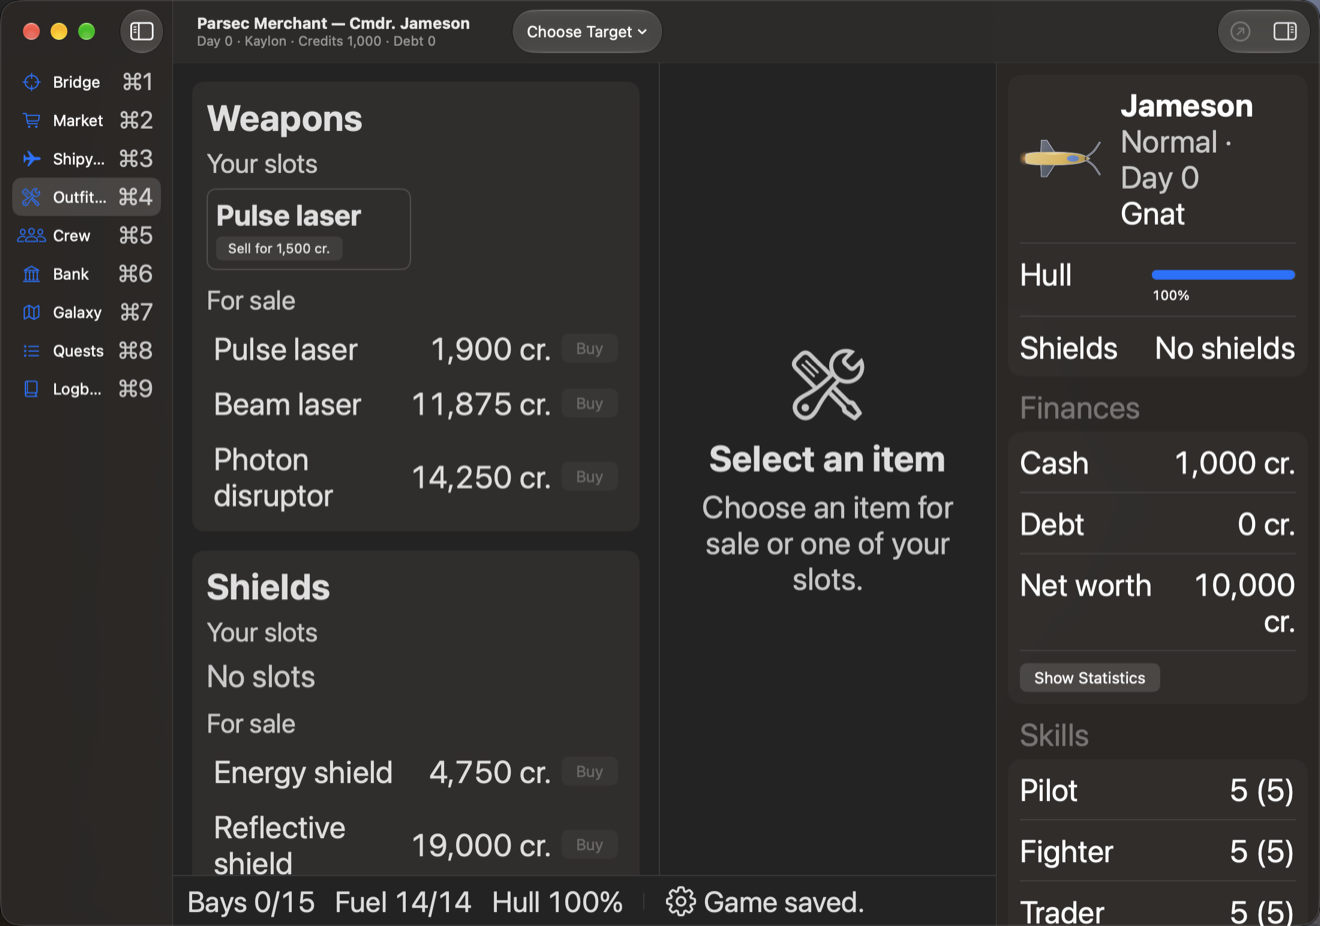 Parsec Merchant — Cmdr. Jameson
Day 0 · Kaylon · Credits 1,000 · Debt 0
Choose Target
Bridge ⌘1
Market ⌘2
Shipy... ⌘3
Outfit... ⌘4
Crew ⌘5
Bank ⌘6
Galaxy ⌘7
Quests ⌘8
Logb... ⌘9
Weapons
Your slots
Pulse laser
Sell for 1,500 cr.
For sale
Pulse laser 1,900 cr. Buy
Beam laser 11,875 cr. Buy
Photon
disruptor 14,250 cr. Buy
Shields
Your slots
No slots
For sale
Energy shield 4,750 cr. Buy
Reflective
shield 19,000 cr. Buy
Select an item
Choose an item for
sale or one of your
slots.
Jameson
Normal ·
Day 0
Gnat
Hull
100%
Shields No shields
Finances
Cash 1,000 cr.
Debt 0 cr.
Net worth 10,000
cr.
Show Statistics
Skills
Pilot 5 (5)
Fighter 5 (5)
Trader 5 (5)
Bays 0/15 Fuel 14/14 Hull 100% Game saved.